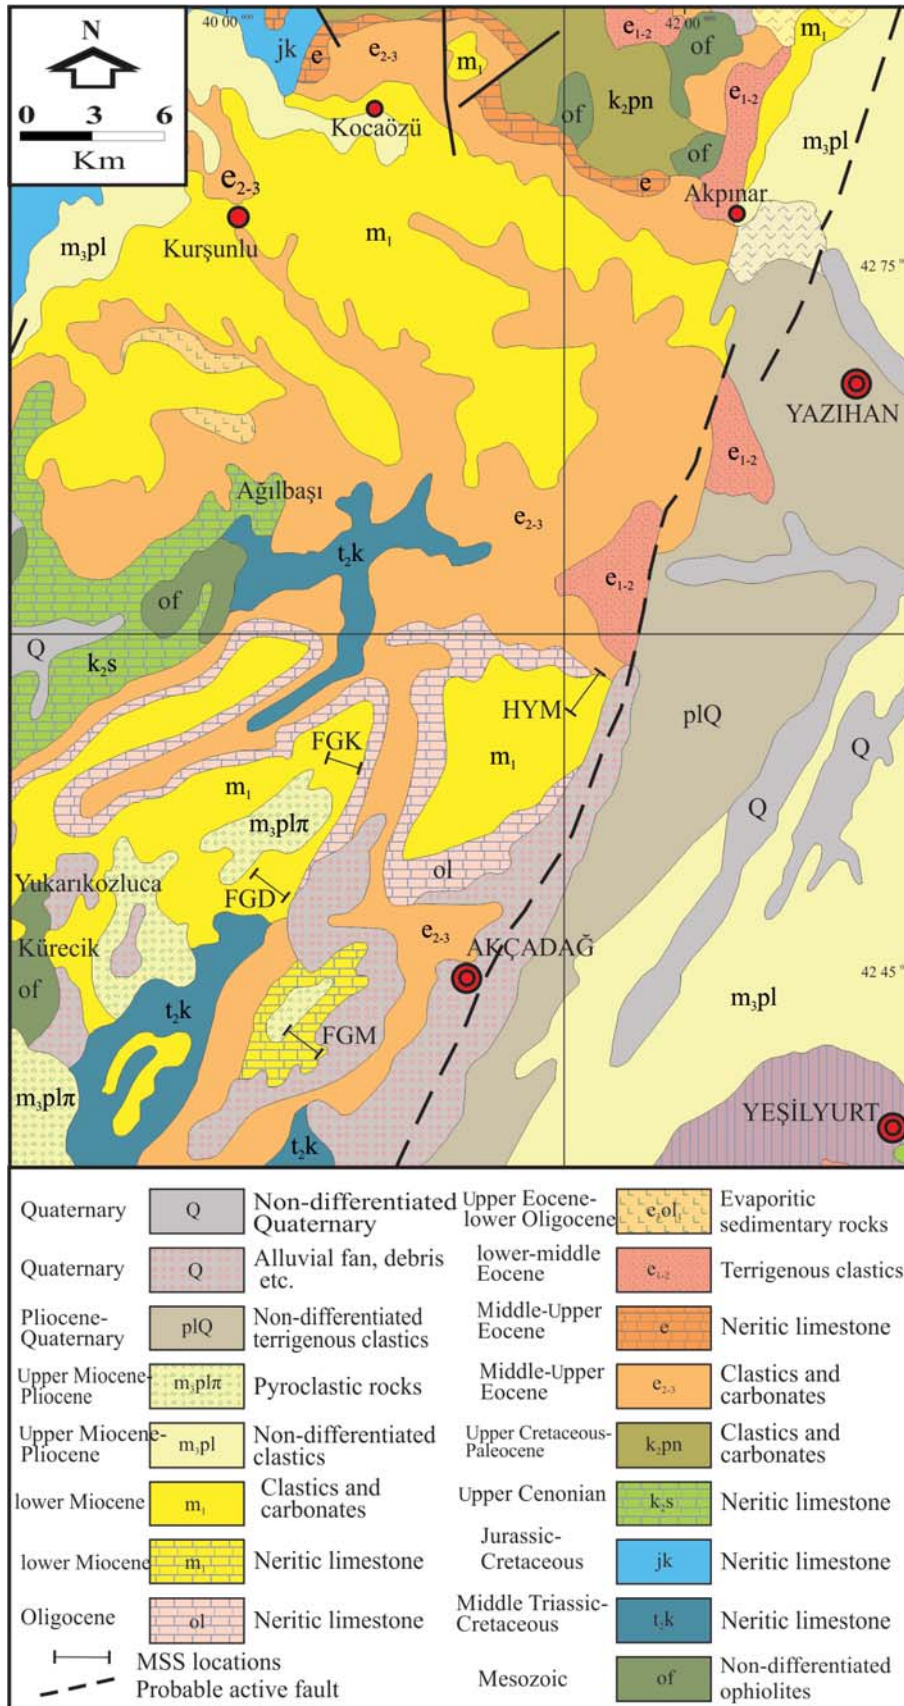 40 00 ooo
42 00 ooo
N
0 3 6
Km
jk
e
e2-3
m1
e1-2
of
m1
k2pn
of
e1-2
of
m3pl
Kocaözü
e2-3
e
Akpınar
Kurşunlu
m1
m3pl
42 75
YAZIHAN
e1-2
Ağılbaşı
e2-3
t2k
e1-2
of
Q
k2s
HYM
plQ
FGK
m1
Q
m1
Q
m3plπ
ol
Yukarıkozluca
FGD
e2-3
Kürecik
AKÇADAĞ
42 45
of
t2k
m3pl
FGM
m3plπ
YEŞİLYURT
t2k
Quaternary Q Non-differentiated
Quaternary
Quaternary Q Alluvial fan, debris
etc.
Pliocene-
Quaternary plQ Non-differentiated
terrigenous clastics
Upper Miocene-
Pliocene m3plπ Pyroclastic rocks
Upper Miocene-
Pliocene m3pl Non-differentiated
clastics
lower Miocene m1 Clastics and
carbonates
lower Miocene m1 Neritic limestone
Oligocene ol Neritic limestone
MSS locations
Probable active fault
Upper Eocene-
lower Oligocene e3ol1 Evaporitic
sedimentary rocks
lower-middle
Eocene e1-2 Terrigenous clastics
Middle-Upper
Eocene e Neritic limestone
Middle-Upper
Eocene e2-3 Clastics and
carbonates
Upper Cretaceous-
Paleocene k2pn Clastics and
carbonates
Upper Cenonian k2s Neritic limestone
Jurassic-
Cretaceous jk Neritic limestone
Middle Triassic-
Cretaceous t2k Neritic limestone
Mesozoic of Non-differentiated
ophiolites